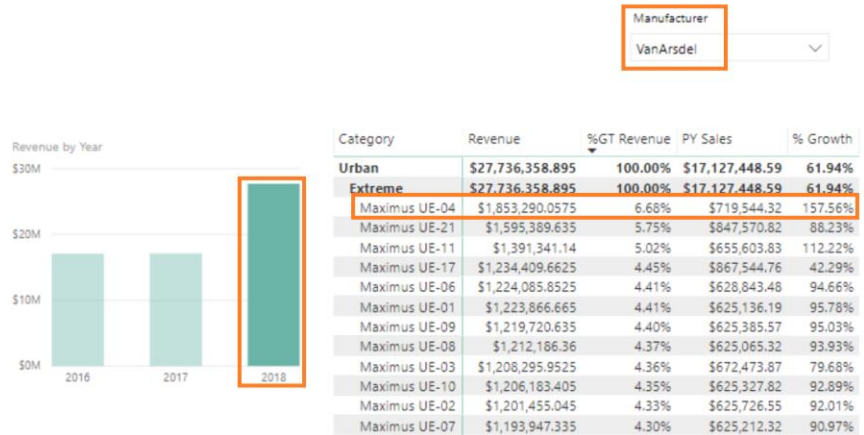 Manufacturer
VanArsdel
Revenue by Year
$30M
$20M
$10M
$0M
2016 2017 2018
Category Revenue %GT Revenue PY Sales % Growth
Urban $27,736,358.895 100.00% $17,127,448.59 61.94%
Extreme $27,736,358.895 100.00% $17,127,448.59 61.94%
Maximus UE-04 $1,853,290.0575 6.68% $719,544.32 157.56%
Maximus UE-21 $1,595,389.635 5.75% $847,570.82 88.23%
Maximus UE-11 $1,391,341.14 5.02% $655,603.83 112.22%
Maximus UE-17 $1,234,409.6625 4.45% $867,544.76 42.29%
Maximus UE-06 $1,224,085.8525 4.41% $628,843.48 94.66%
Maximus UE-01 $1,223,866.665 4.41% $625,136.19 95.78%
Maximus UE-09 $1,219,720.635 4.40% $625,385.57 95.03%
Maximus UE-08 $1,212,186.36 4.37% $625,065.32 93.93%
Maximus UE-03 $1,208,295.9525 4.36% $672,473.87 79.68%
Maximus UE-10 $1,206,183.405 4.35% $625,327.82 92.89%
Maximus UE-02 $1,201,455.045 4.33% $625,726.55 92.01%
Maximus UE-07 $1,193,947.335 4.30% $625,212.32 90.97%